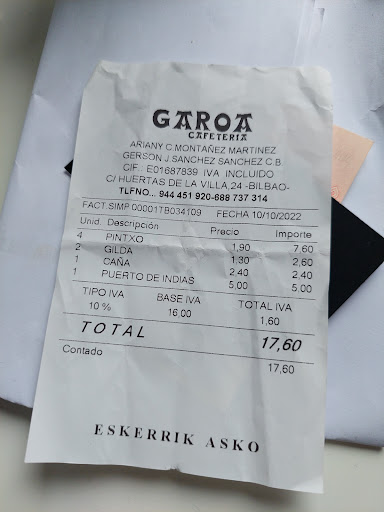 GAROA
CAFETERIA
ARIANY C MONTAÑEZ MARTINEZ
GERSON J.SANCHEZ SANCHEZ C.B.
CIF E01687839 IVA INCLUIDO
C/ HUERTAS DE LA VILLA,24 -BILBAO-
TLFNO... 944 451 920-688 737 314
FACT.SIMP 000017B034109 FECHA 10/10/2022
Unid. Descripción Precio Importe
4 PINTXO 1,90 7,60
2 GILDA 1,30 2,60
1 CAÑA 2,40 2,40
1 PUERTO DE INDIAS 5,00 5,00
TIPO IVA BASE IVA TOTAL IVA
10 % 16,00 1,60
TOTAL 17,60
Contado 17,60
ESKERRIK ASKO